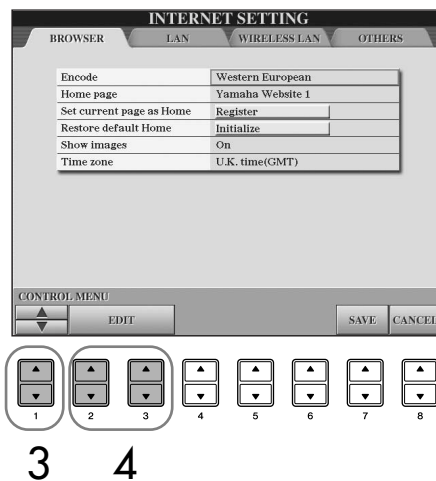 INTERNET SETTING
BROWSER LAN WIRELESS LAN OTHERS
Encode Western European
Home page Yamaha Website 1
Set current page as Home Register
Restore default Home Initialize
Show images On
Time zone U.K. time(GMT)
CONTROL MENU
EDIT SAVE CANCEL
1 2 3 4 5 6 7 8
3 4